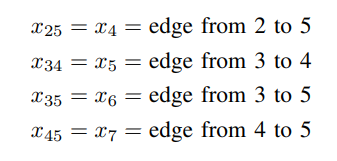 x25 = x4 = edge from 2 to 5
x34 = x5 = edge from 3 to 4
x35 = x6 = edge from 3 to 5
x45 = x7 = edge from 4 to 5